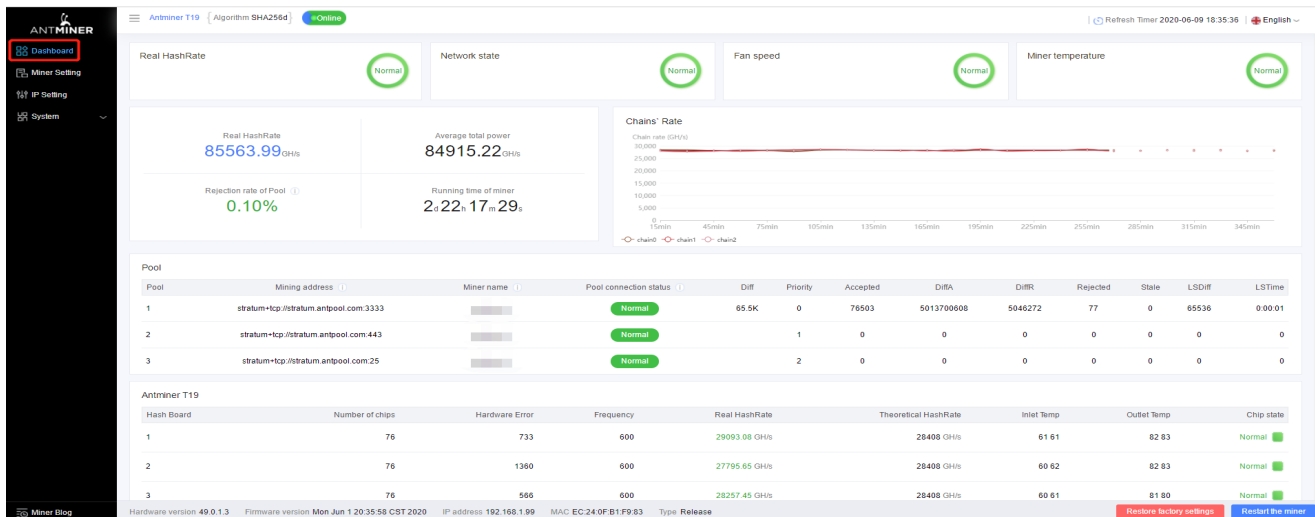 ANTMINER
Dashboard
Miner Setting
IP Setting
System
Miner Blog
Antminer T19 {Algorithm SHA256d} Online
Refresh Timer 2020-06-09 18:35:36 English
Real HashRate Normal
Network state Normal
Fan speed Normal
Miner temperature Normal
Real HashRate
85563.99 GH/s
Average total power
84915.22 GH/s
Rejection rate of Pool
0.10%
Running time of miner
2d 22h 17m 29s
Chains' Rate
Chain rate (GH/s)
30,000
25,000
20,000
15,000
10,000
5,000
0
15min 45min 75min 105min 135min 165min 195min 225min 255min 285min 315min 345min
chain0 chain1 chain2
Pool
Pool Mining address Miner name Pool connection status Diff Priority Accepted DiffA DiffR Rejected Stale LSDiff LSTime
1 stratum+tcp://stratum.antpool.com:3333 Normal 65.5K 0 76503 5013700608 5046272 77 0 65536 0:00:01
2 stratum+tcp://stratum.antpool.com:443 Normal 1 0 0 0 0 0 0 0
3 stratum+tcp://stratum.antpool.com:25 Normal 2 0 0 0 0 0 0 0
Antminer T19
Hash Board Number of chips Hardware Error Frequency Real HashRate Theoretical HashRate Inlet Temp Outlet Temp Chip state
1 76 733 600 29093.08 GH/s 28408 GH/s 61 61 82 83 Normal
2 76 1360 600 27795.65 GH/s 28408 GH/s 60 62 82 83 Normal
3 76 566 600 28257.45 GH/s 28408 GH/s 60 61 81 80 Normal
Hardware version 49.0.1.3 Firmware version Mon Jun 1 20:35:58 CST 2020 IP address 192.168.1.99 MAC EC:24:0F:B1:F9:83 Type Release
Restore factory settings
Restart the miner